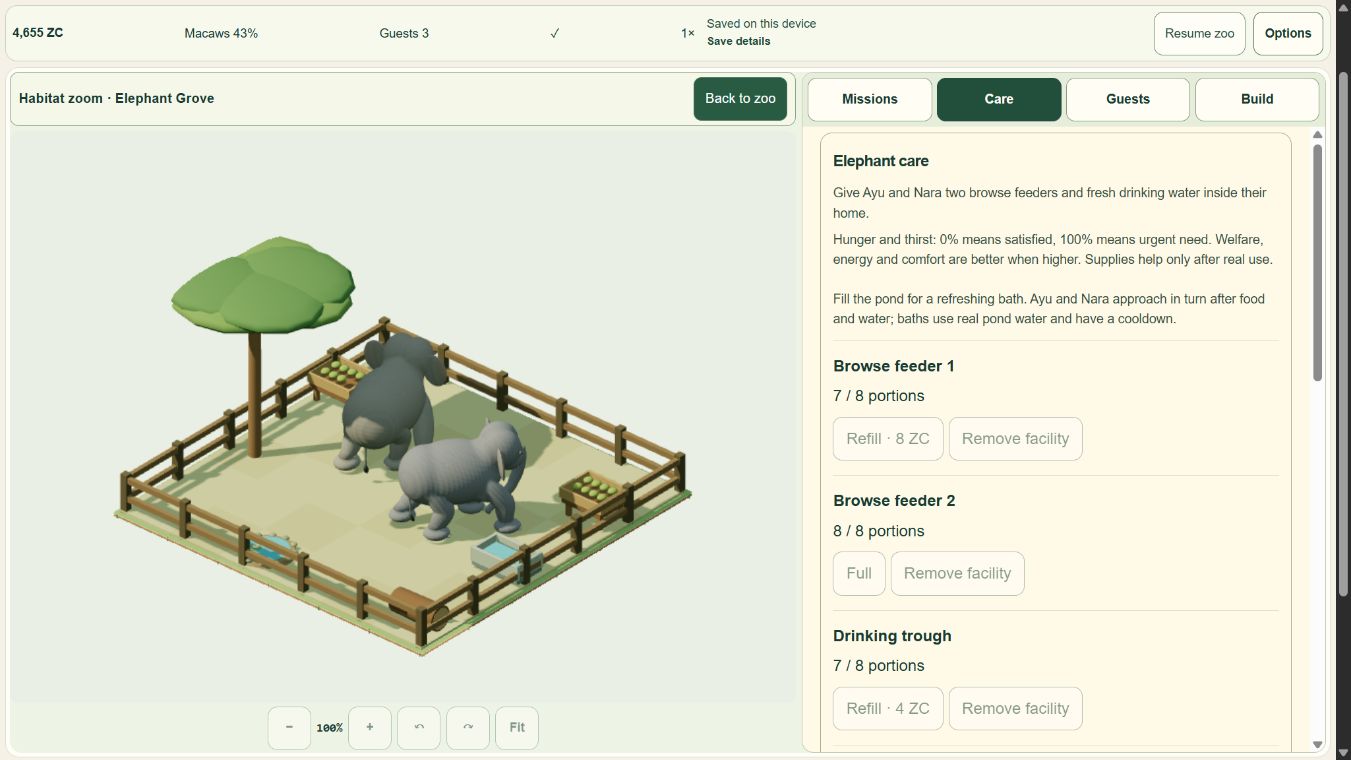 4,655 ZC
Macaws 43%
Guests 3
✓
1×
Saved on this device
Save details
Resume zoo
Options
Habitat zoom · Elephant Grove
Back to zoo
Missions
Care
Guests
Build
Elephant care
Give Ayu and Nara two browse feeders and fresh drinking water inside their
home.
Hunger and thirst: 0% means satisfied, 100% means urgent need. Welfare,
energy and comfort are better when higher. Supplies help only after real use.
Fill the pond for a refreshing bath. Ayu and Nara approach in turn after food
and water; baths use real pond water and have a cooldown.
Browse feeder 1
7 / 8 portions
Refill · 8 ZC
Remove facility
Browse feeder 2
8 / 8 portions
Full
Remove facility
Drinking trough
7 / 8 portions
Refill · 4 ZC
Remove facility
−
100%
+
↶
↷
Fit